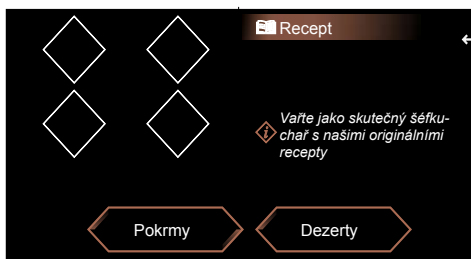 Recept
Vařte jako skutečný šéfku-
chař s našimi originálními
recepty
Pokrmy
Dezerty